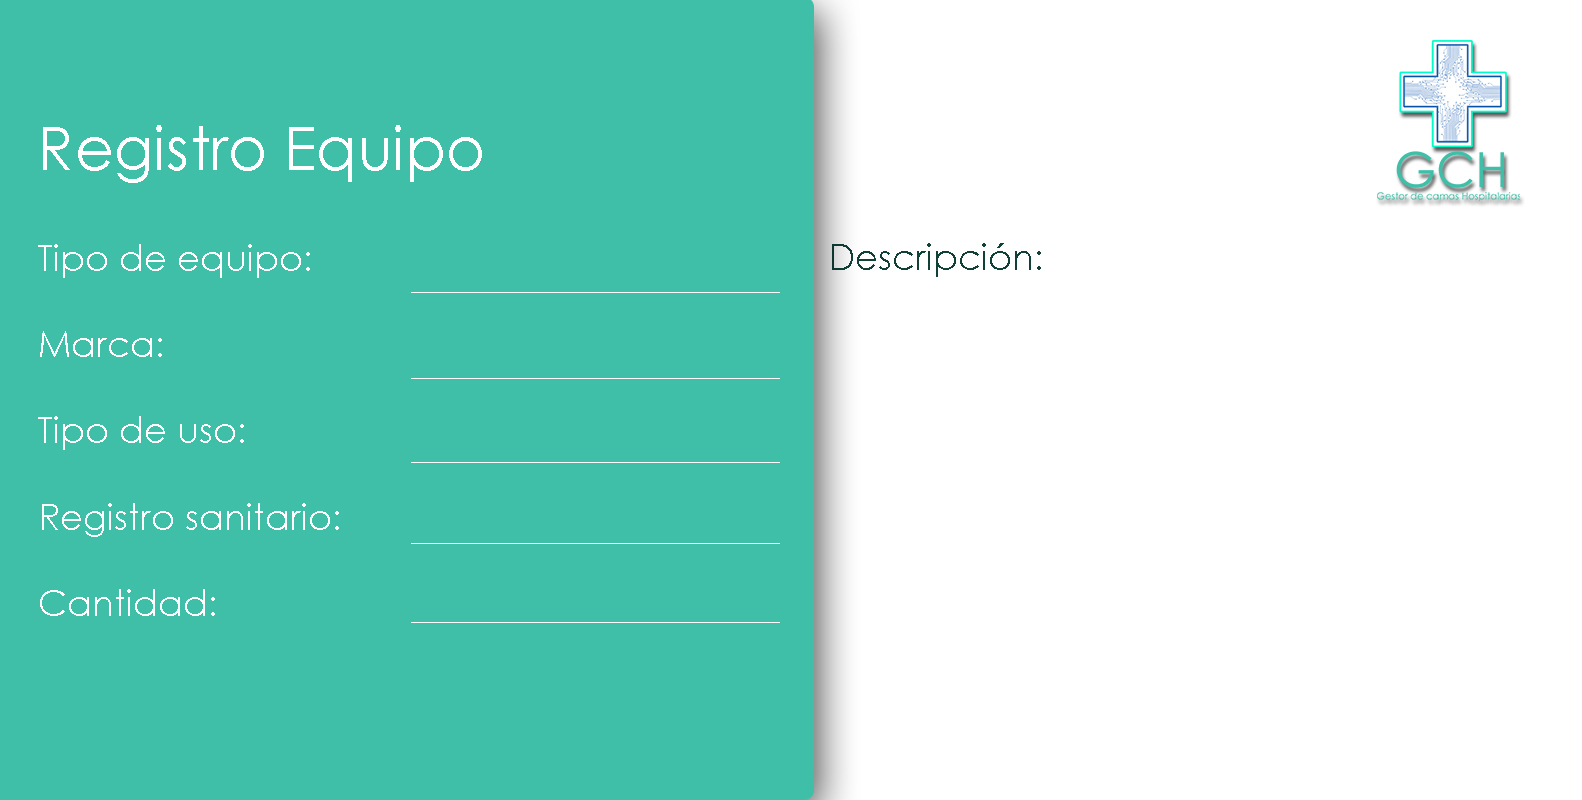 Registro Equipo
Tipo de equipo:
Marca:
Tipo de uso:
Registro sanitario:
Cantidad:
GCH
Gestor de camas Hospitalarias
Descripción: